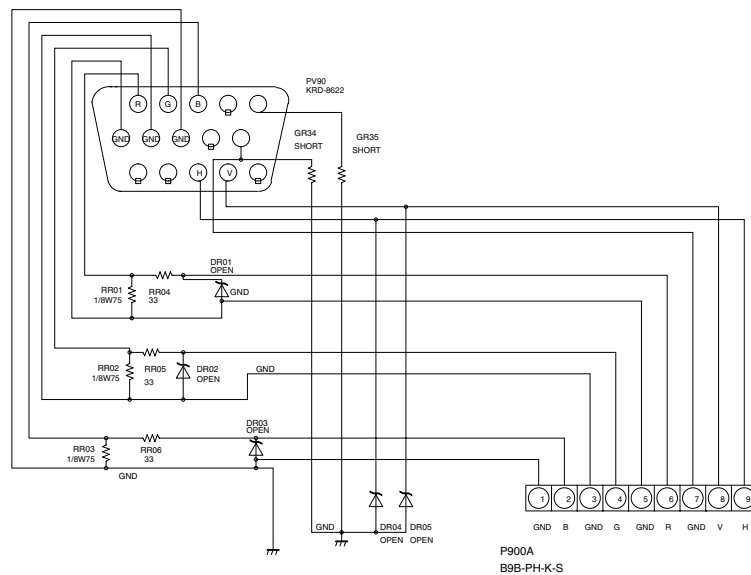 PV90
KRD-8622
R G B
GND GND GND
H V
GR34
SHORT
GR35
SHORT
DR01
OPEN
RR01
1/8W75
RR04
33
GND
RR02
1/8W75
RR05
33
DR02
OPEN
GND
DR03
OPEN
RR03
1/8W75
RR06
33
GND
GND
DR04
OPEN
DR05
OPEN
1 2 3 4 5 6 7 8 9
GND B GND G GND R GND V H
P900A
B9B-PH-K-S